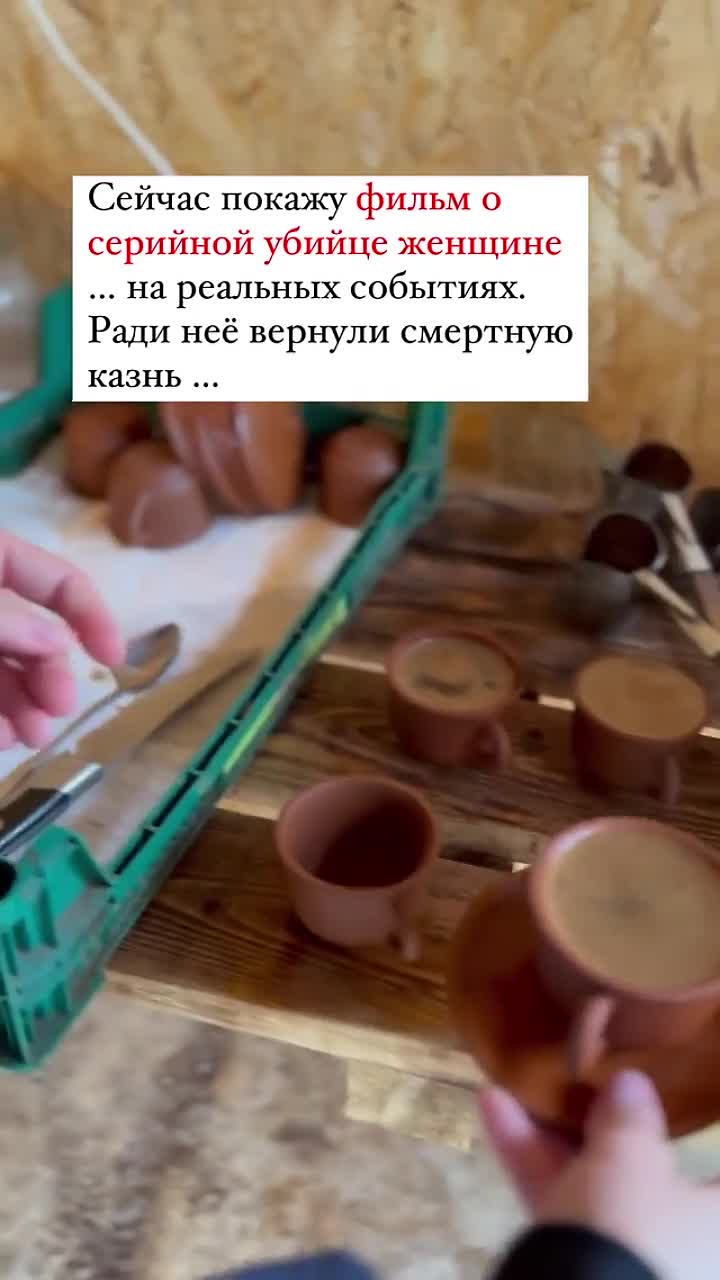 Сейчас покажу фильм о
серийной убийце женщине
... на реальных событиях.
Ради неё вернули смертную
казнь ...